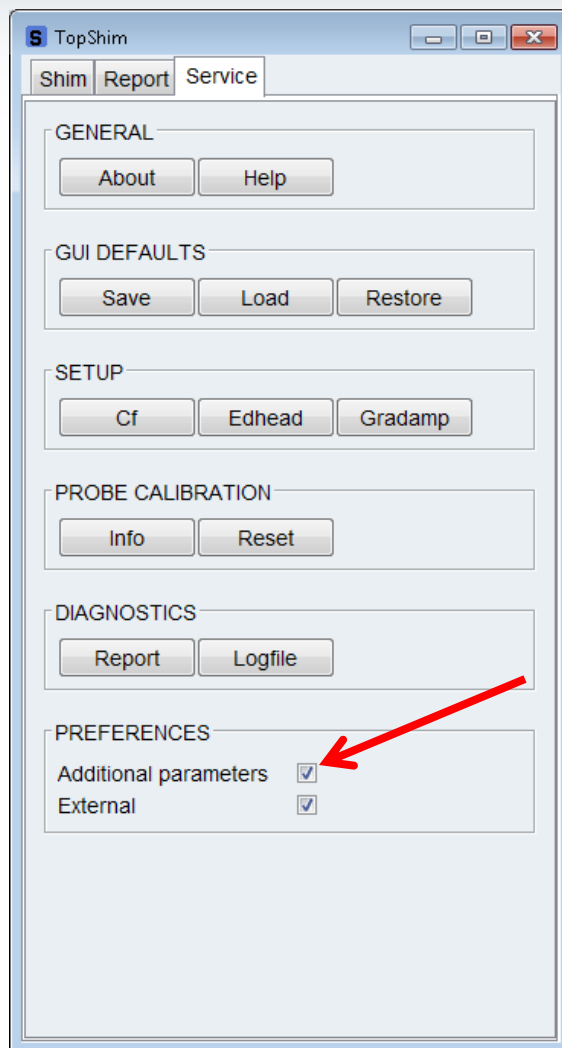 S TopShim
Shim Report Service
GENERAL
About Help
GUI DEFAULTS
Save Load Restore
SETUP
Cf Edhead Gradamp
PROBE CALIBRATION
Info Reset
DIAGNOSTICS
Report Logfile
PREFERENCES
Additional parameters
External